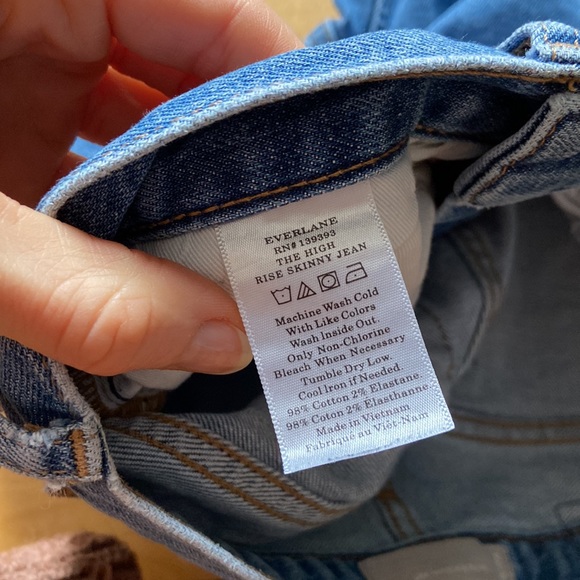 EVERLANE
RN# 139393
THE HIGH
RISE SKINNY JEAN
Machine Wash Cold
With Like Colors
Wash Inside Out.
Only Non-Chlorine
Bleach When Necessary
Tumble Dry Low.
Cool Iron if Needed.
98% Cotton 2% Elastane
98% Coton 2% Élasthanne
Made in Vietnam
Fabriqué au Viêt-Nam